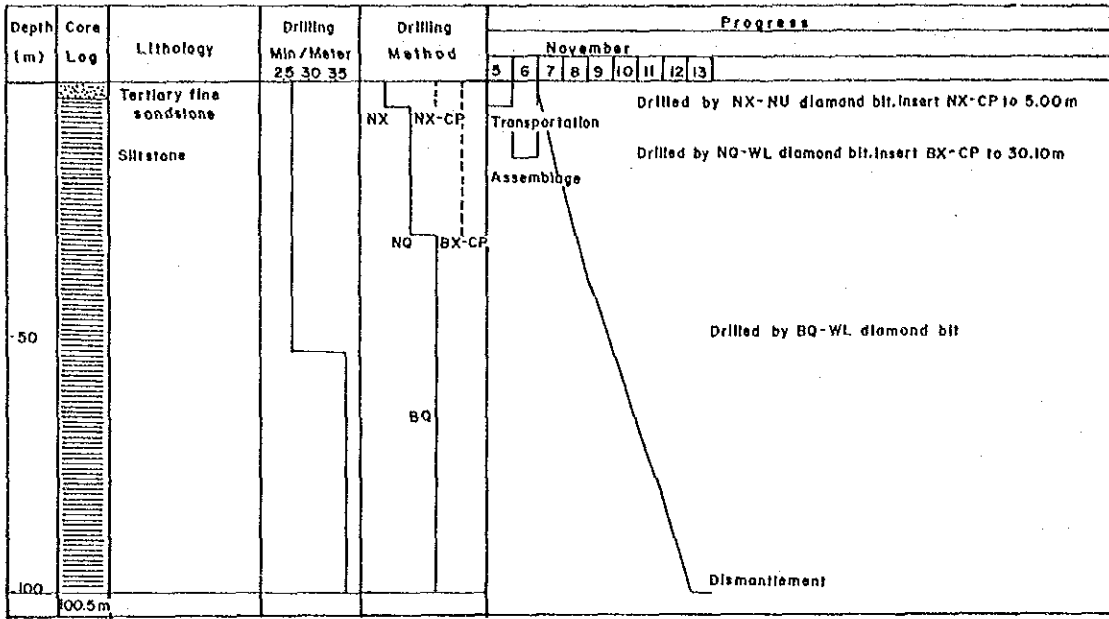 Depth Core Lithology Drilling Drilling Progress
(m) Log Min/Meter Method November
25 30 35 5 6 7 8 9 10 11 12 13
Tertiary fine
sandstone
Drilled by NX-NU diamond bit.Insert NX-CP to 5.00m
NX NX-CP Transportation
Siltstone
Drilled by NQ-WL diamond bit.Insert BX-CP to 30.10m
Assemblage
NQ BX-CP
-50
Drilled by BQ-WL diamond bit
BQ
Dismantlement
-100
100.5m